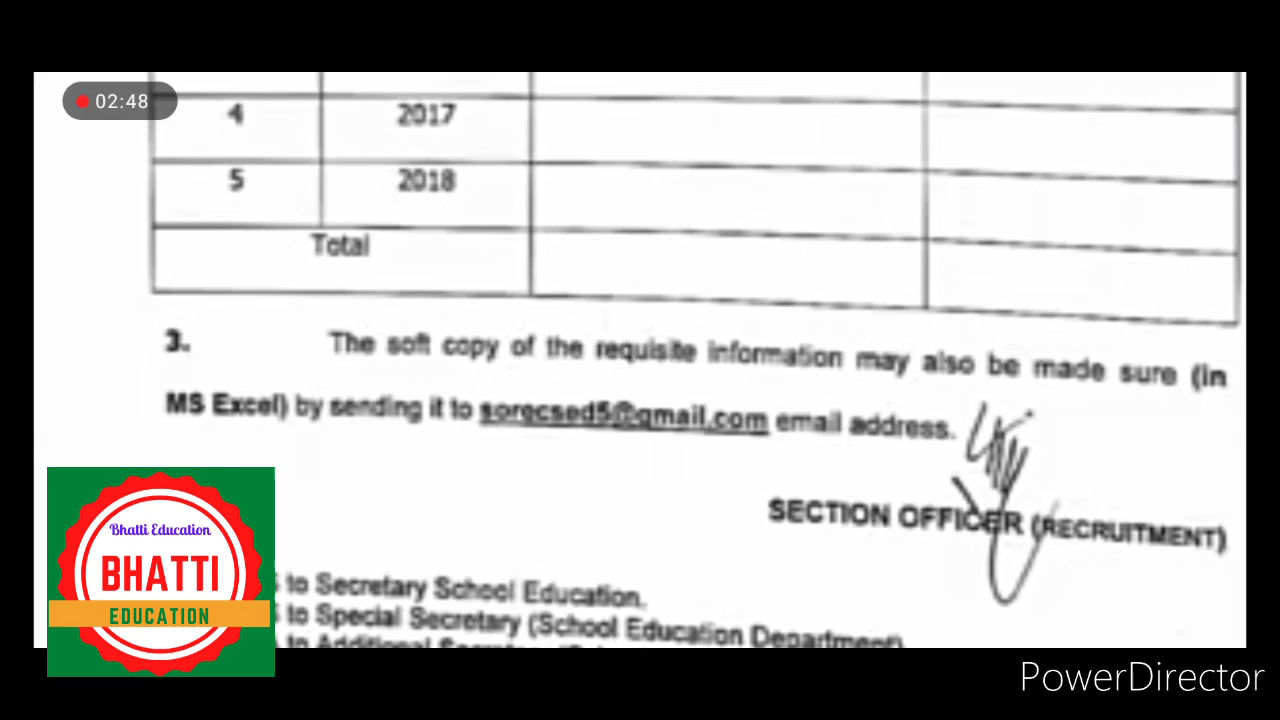 02:48
4 2017
5 2018
Total
3. The soft copy of the requisite information may also be made sure (in
MS Excel) by sending it to sorecsed5@gmail.com email address.
SECTION OFFICER (RECRUITMENT)
to Secretary School Education.
to Special Secretary (School Education Department)
to Additional
Bhatti Education
BHATTI
EDUCATION
PowerDirector